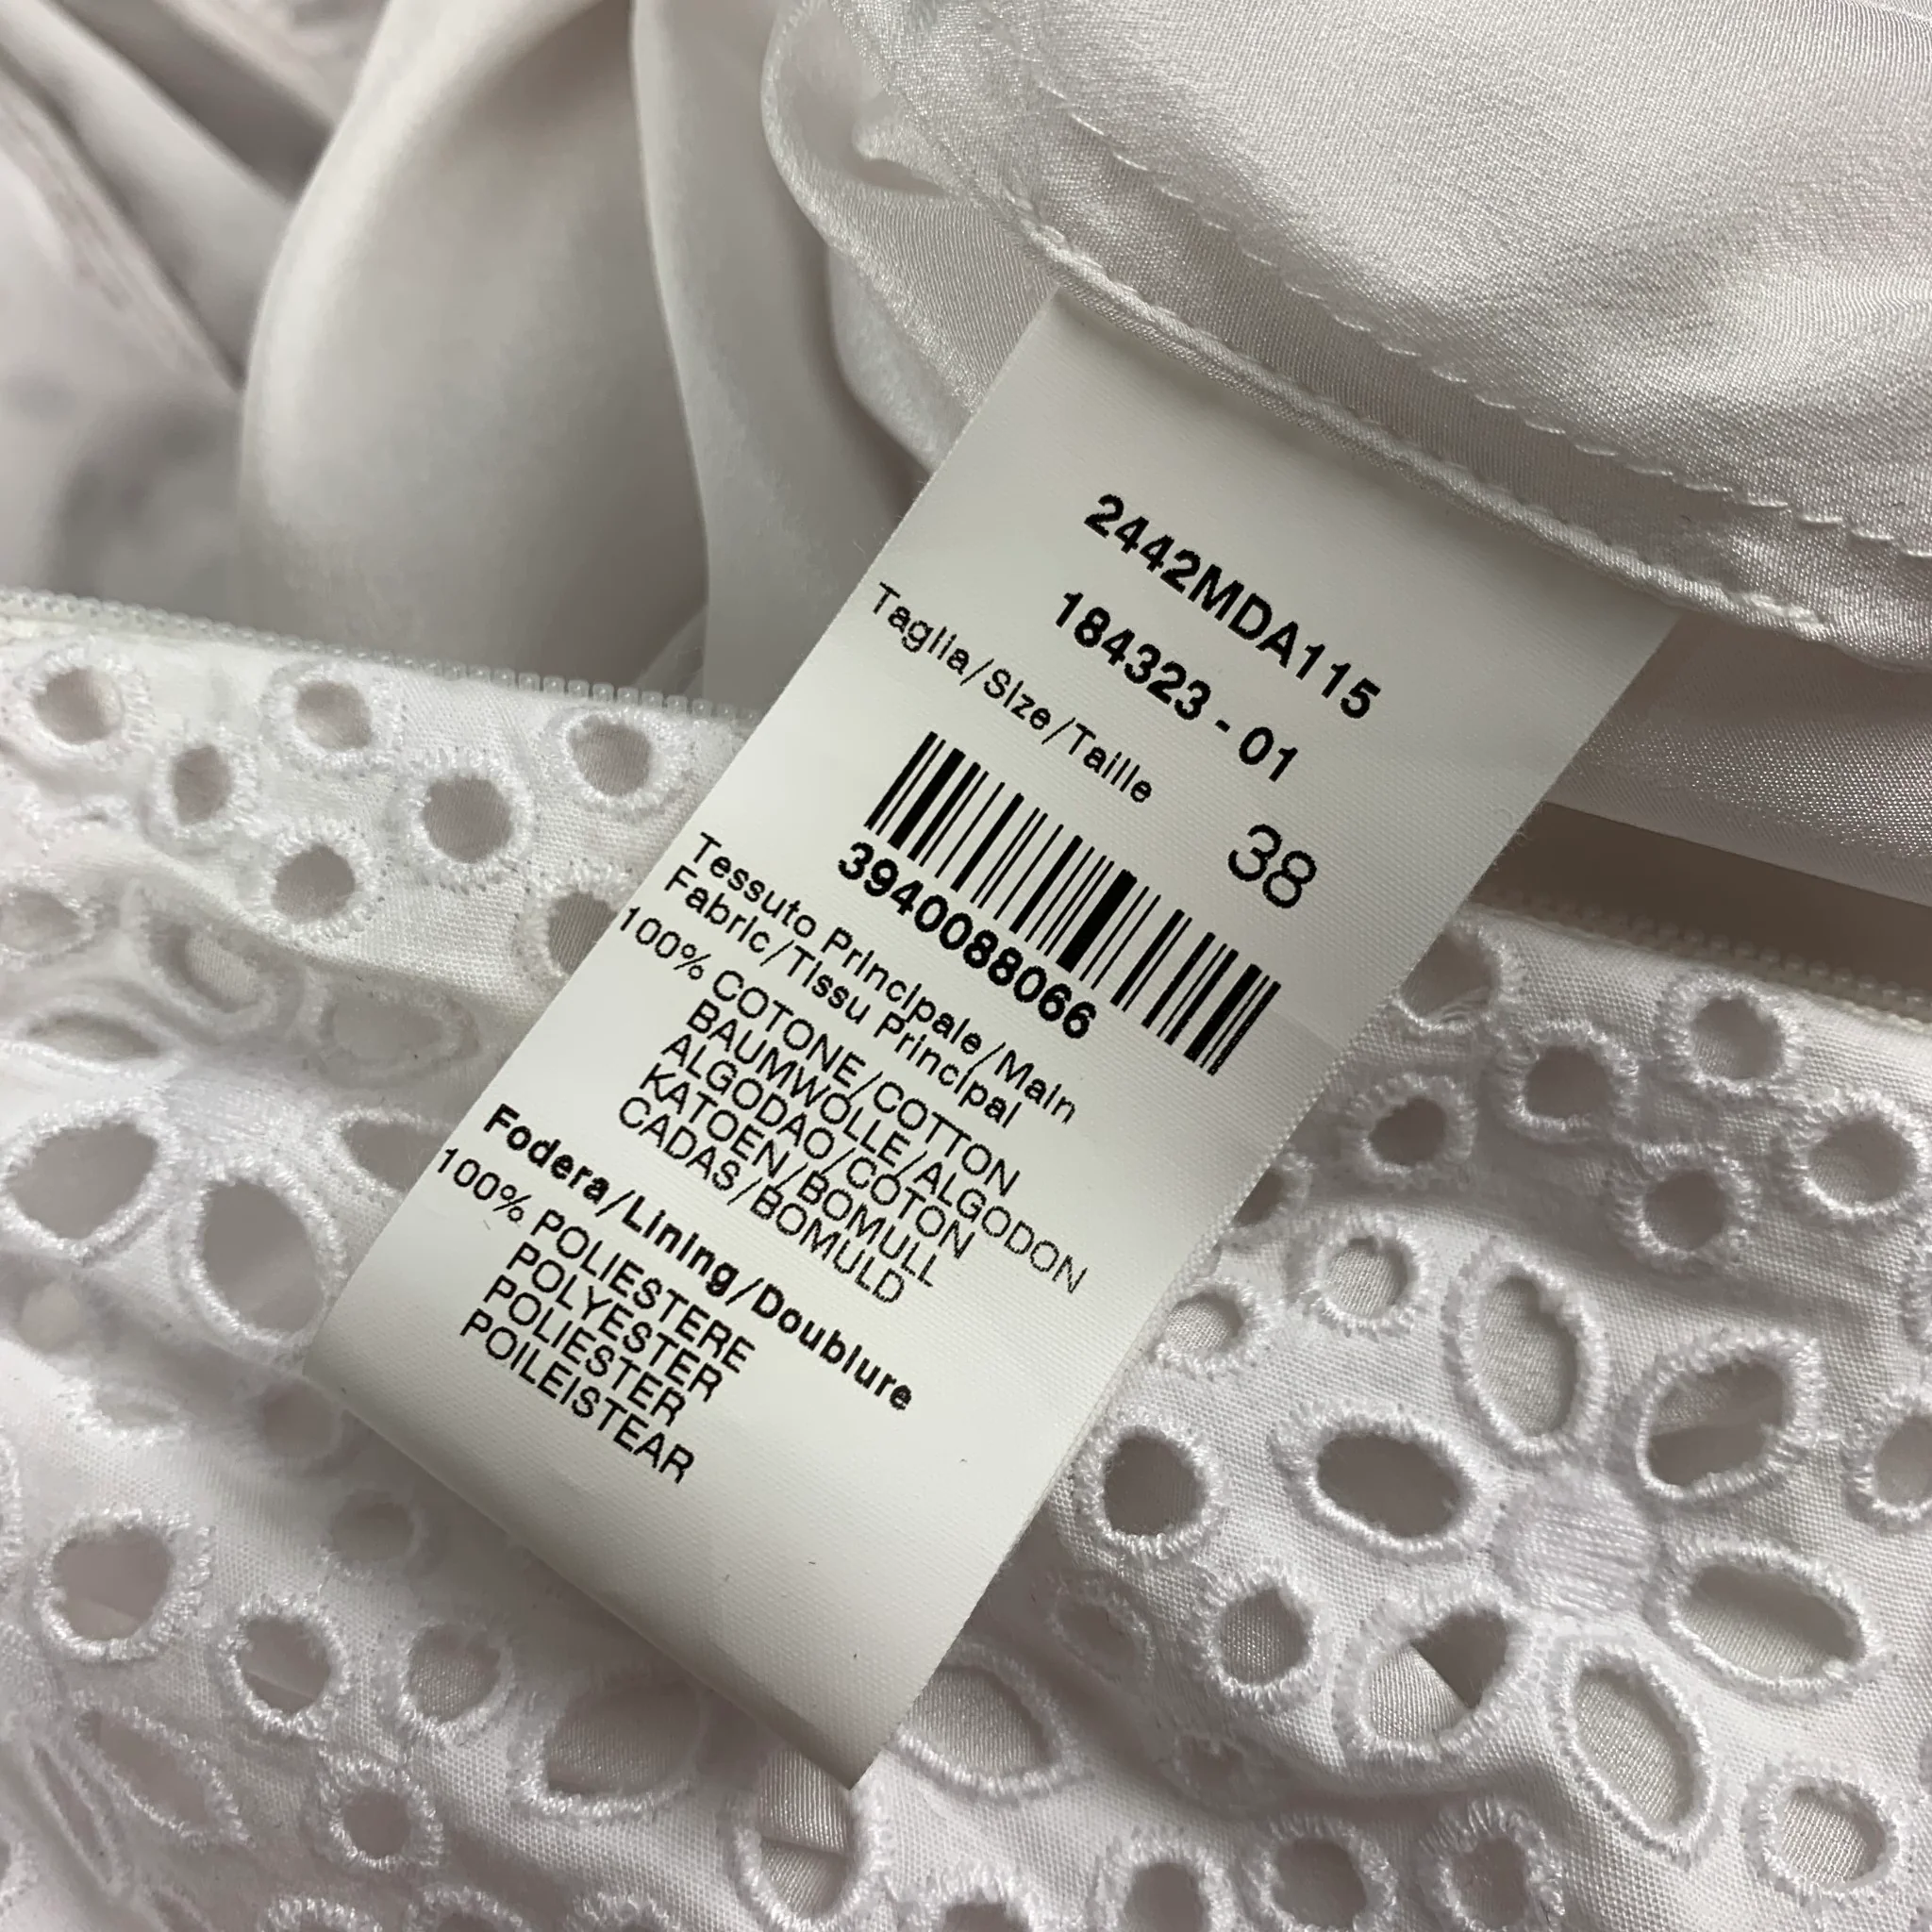 2442MDA115
184323 - 01
Taglia/Size/Taille
38
3940088066
Tessuto Principale/Main
Fabric/Tissu Principal
100% COTONE/COTTON
BAUMWOLLE/ALGODON
ALGODAO/COTON
KATOEN/BOMULL
CADAS/BOMULD
Fodera/Lining/Doublure
100% POLIESTERE
POLYESTER
POLIESTER
POILEISTEAR